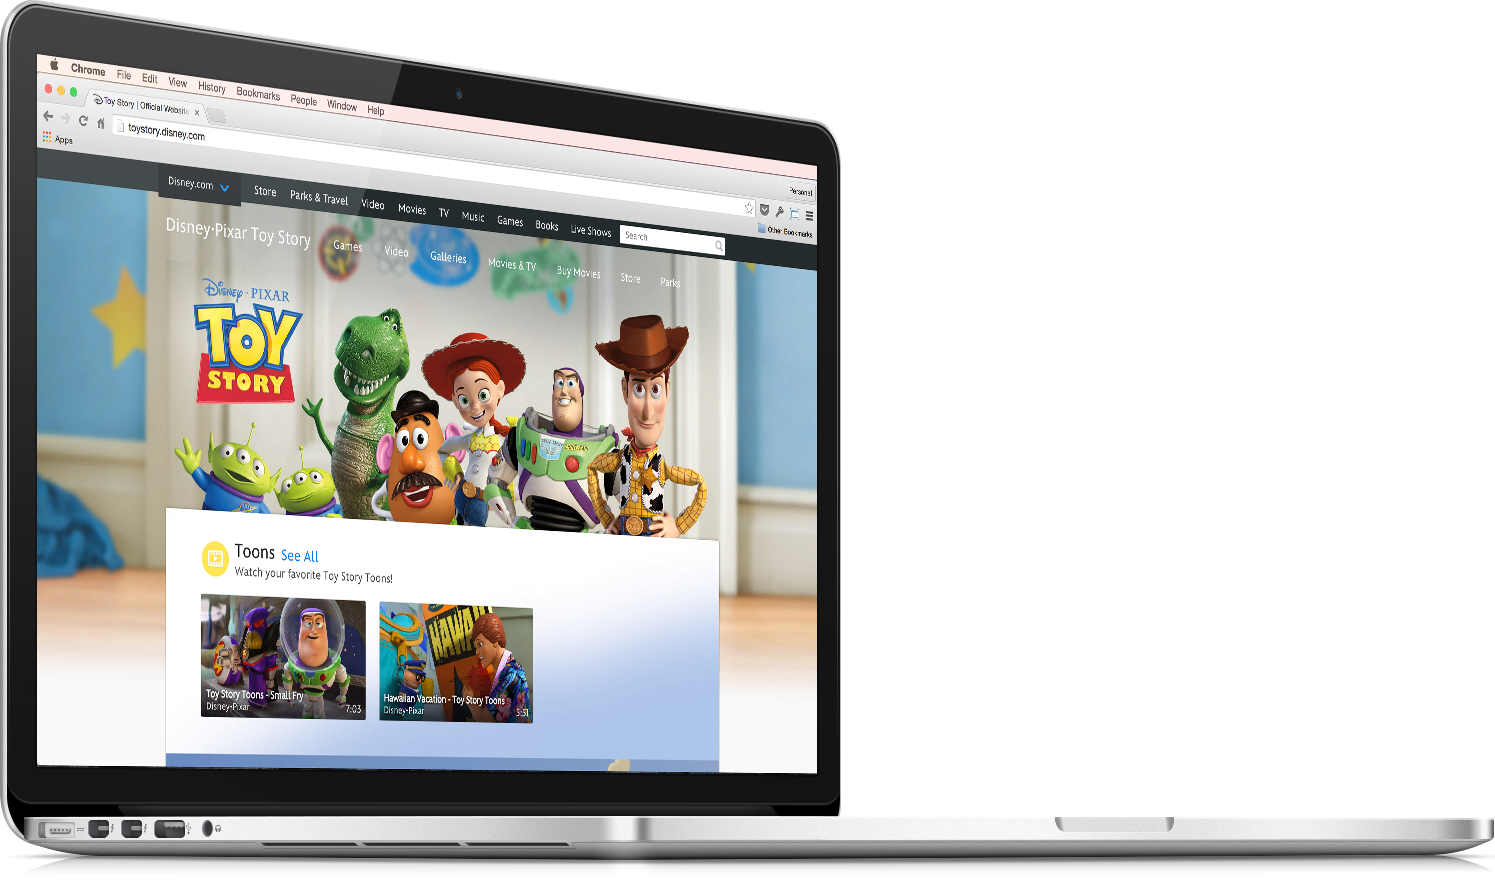 Chrome File Edit View History Bookmarks People Window Help
Toy Story | Official Website ×
toystory.disney.com
Personal
Apps
Other Bookmarks
Disney.com Store Parks & Travel Video Movies TV Music Games Books Live Shows Search
Disney•Pixar Toy Story Games Video Galleries Movies & TV Buy Movies Store Parks
Disney · PIXAR
TOY
STORY
Toons See All
Watch your favorite Toy Story Toons!
Toy Story Toons - Small Fry
Disney•Pixar 7:03
Hawaiian Vacation - Toy Story Toons
Disney•Pixar 5:51